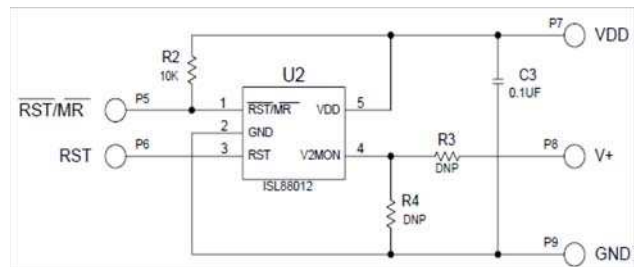 P7
VDD
R2
10K
U2
C3
0.1UF
RST/MR
P5
1
RST/MR
VDD
5
2
GND
RST
P6
3
RST
V2MON
4
R3
DNP
P8
V+
ISL88012
R4
DNP
P9
GND